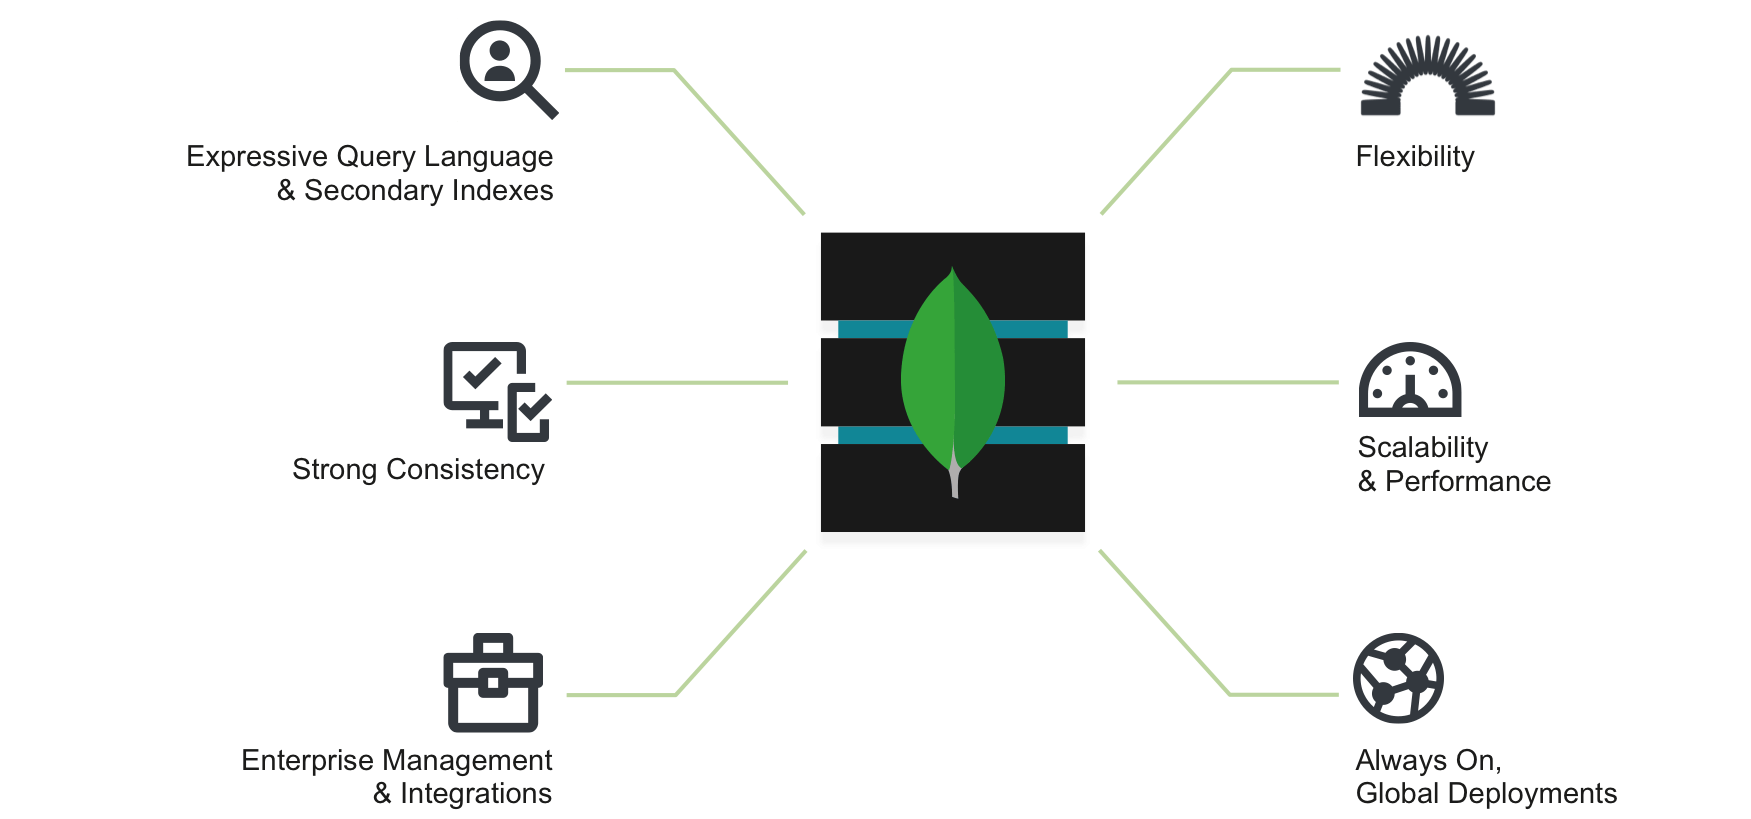 Expressive Query Language
& Secondary Indexes
Flexibility
Strong Consistency
Scalability
& Performance
Enterprise Management
& Integrations
Always On,
Global Deployments